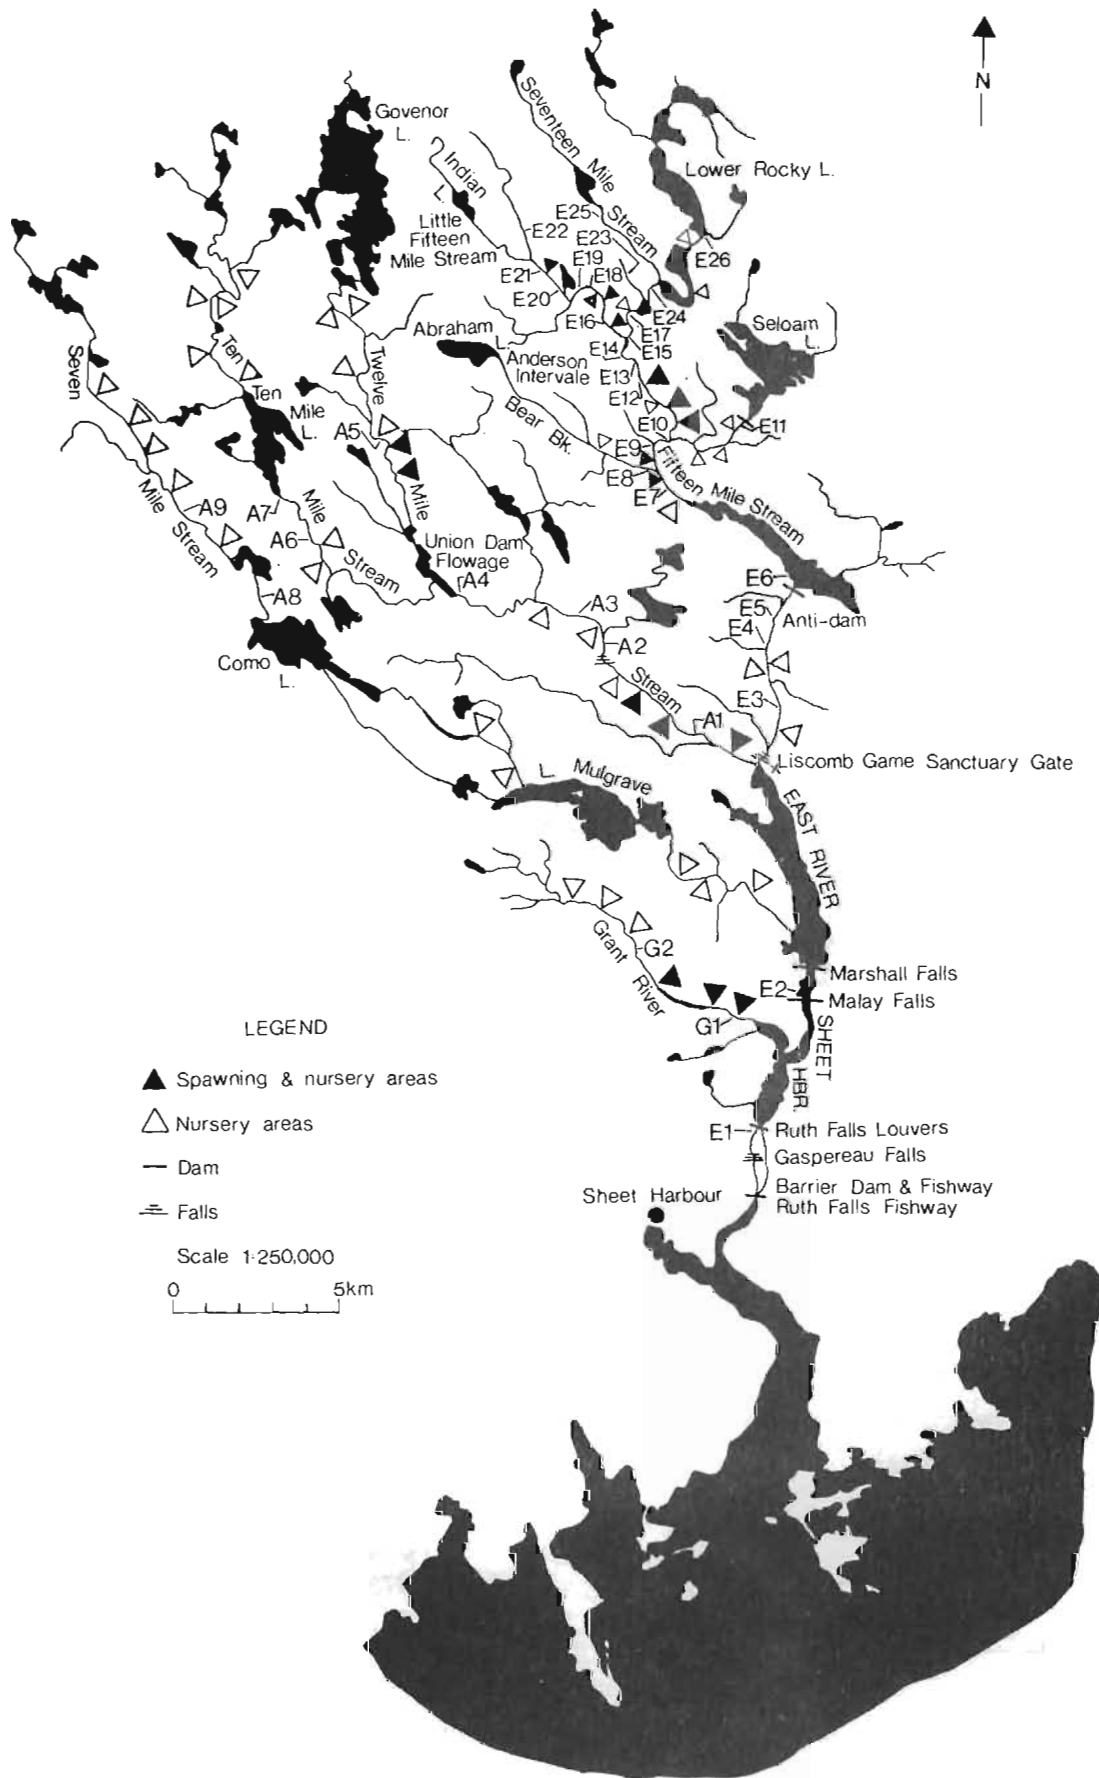 N
Govenor
L.
Indian
L.
Seventeen Mile
Stream
Lower Rocky L.
Little
Fifteen
Mile Stream
E25
E23
E22
E19
E18
E21
E20
E26
E24
E17
E16
E15
E14
E13
E12
E10
E11
E9
E8
E7
Seloam
L.
Abraham
L.
Anderson
Intervale
Bear Bk.
Fifteen Mile Stream
Seven
Mile
Stream
Ten
Ten
Mile
L.
Twelve
Mile
A5
A9
A7
Mile
A6
Stream
Union Dam
Flowage
A4
A8
A3
A2
Stream
A1
E6
E5
Anti-dam
E4
E3
Como
L.
Liscomb Game Sanctuary Gate
L. Mulgrave
EAST RIVER
Grant
River
G2
G1
Marshall Falls
E2
Malay Falls
SHEET
HBR.
E1
Ruth Falls Louvers
Gaspereau Falls
Barrier Dam & Fishway
Ruth Falls Fishway
Sheet Harbour
LEGEND
Spawning & nursery areas
Nursery areas
Dam
Falls
Scale 1:250,000
0 5km